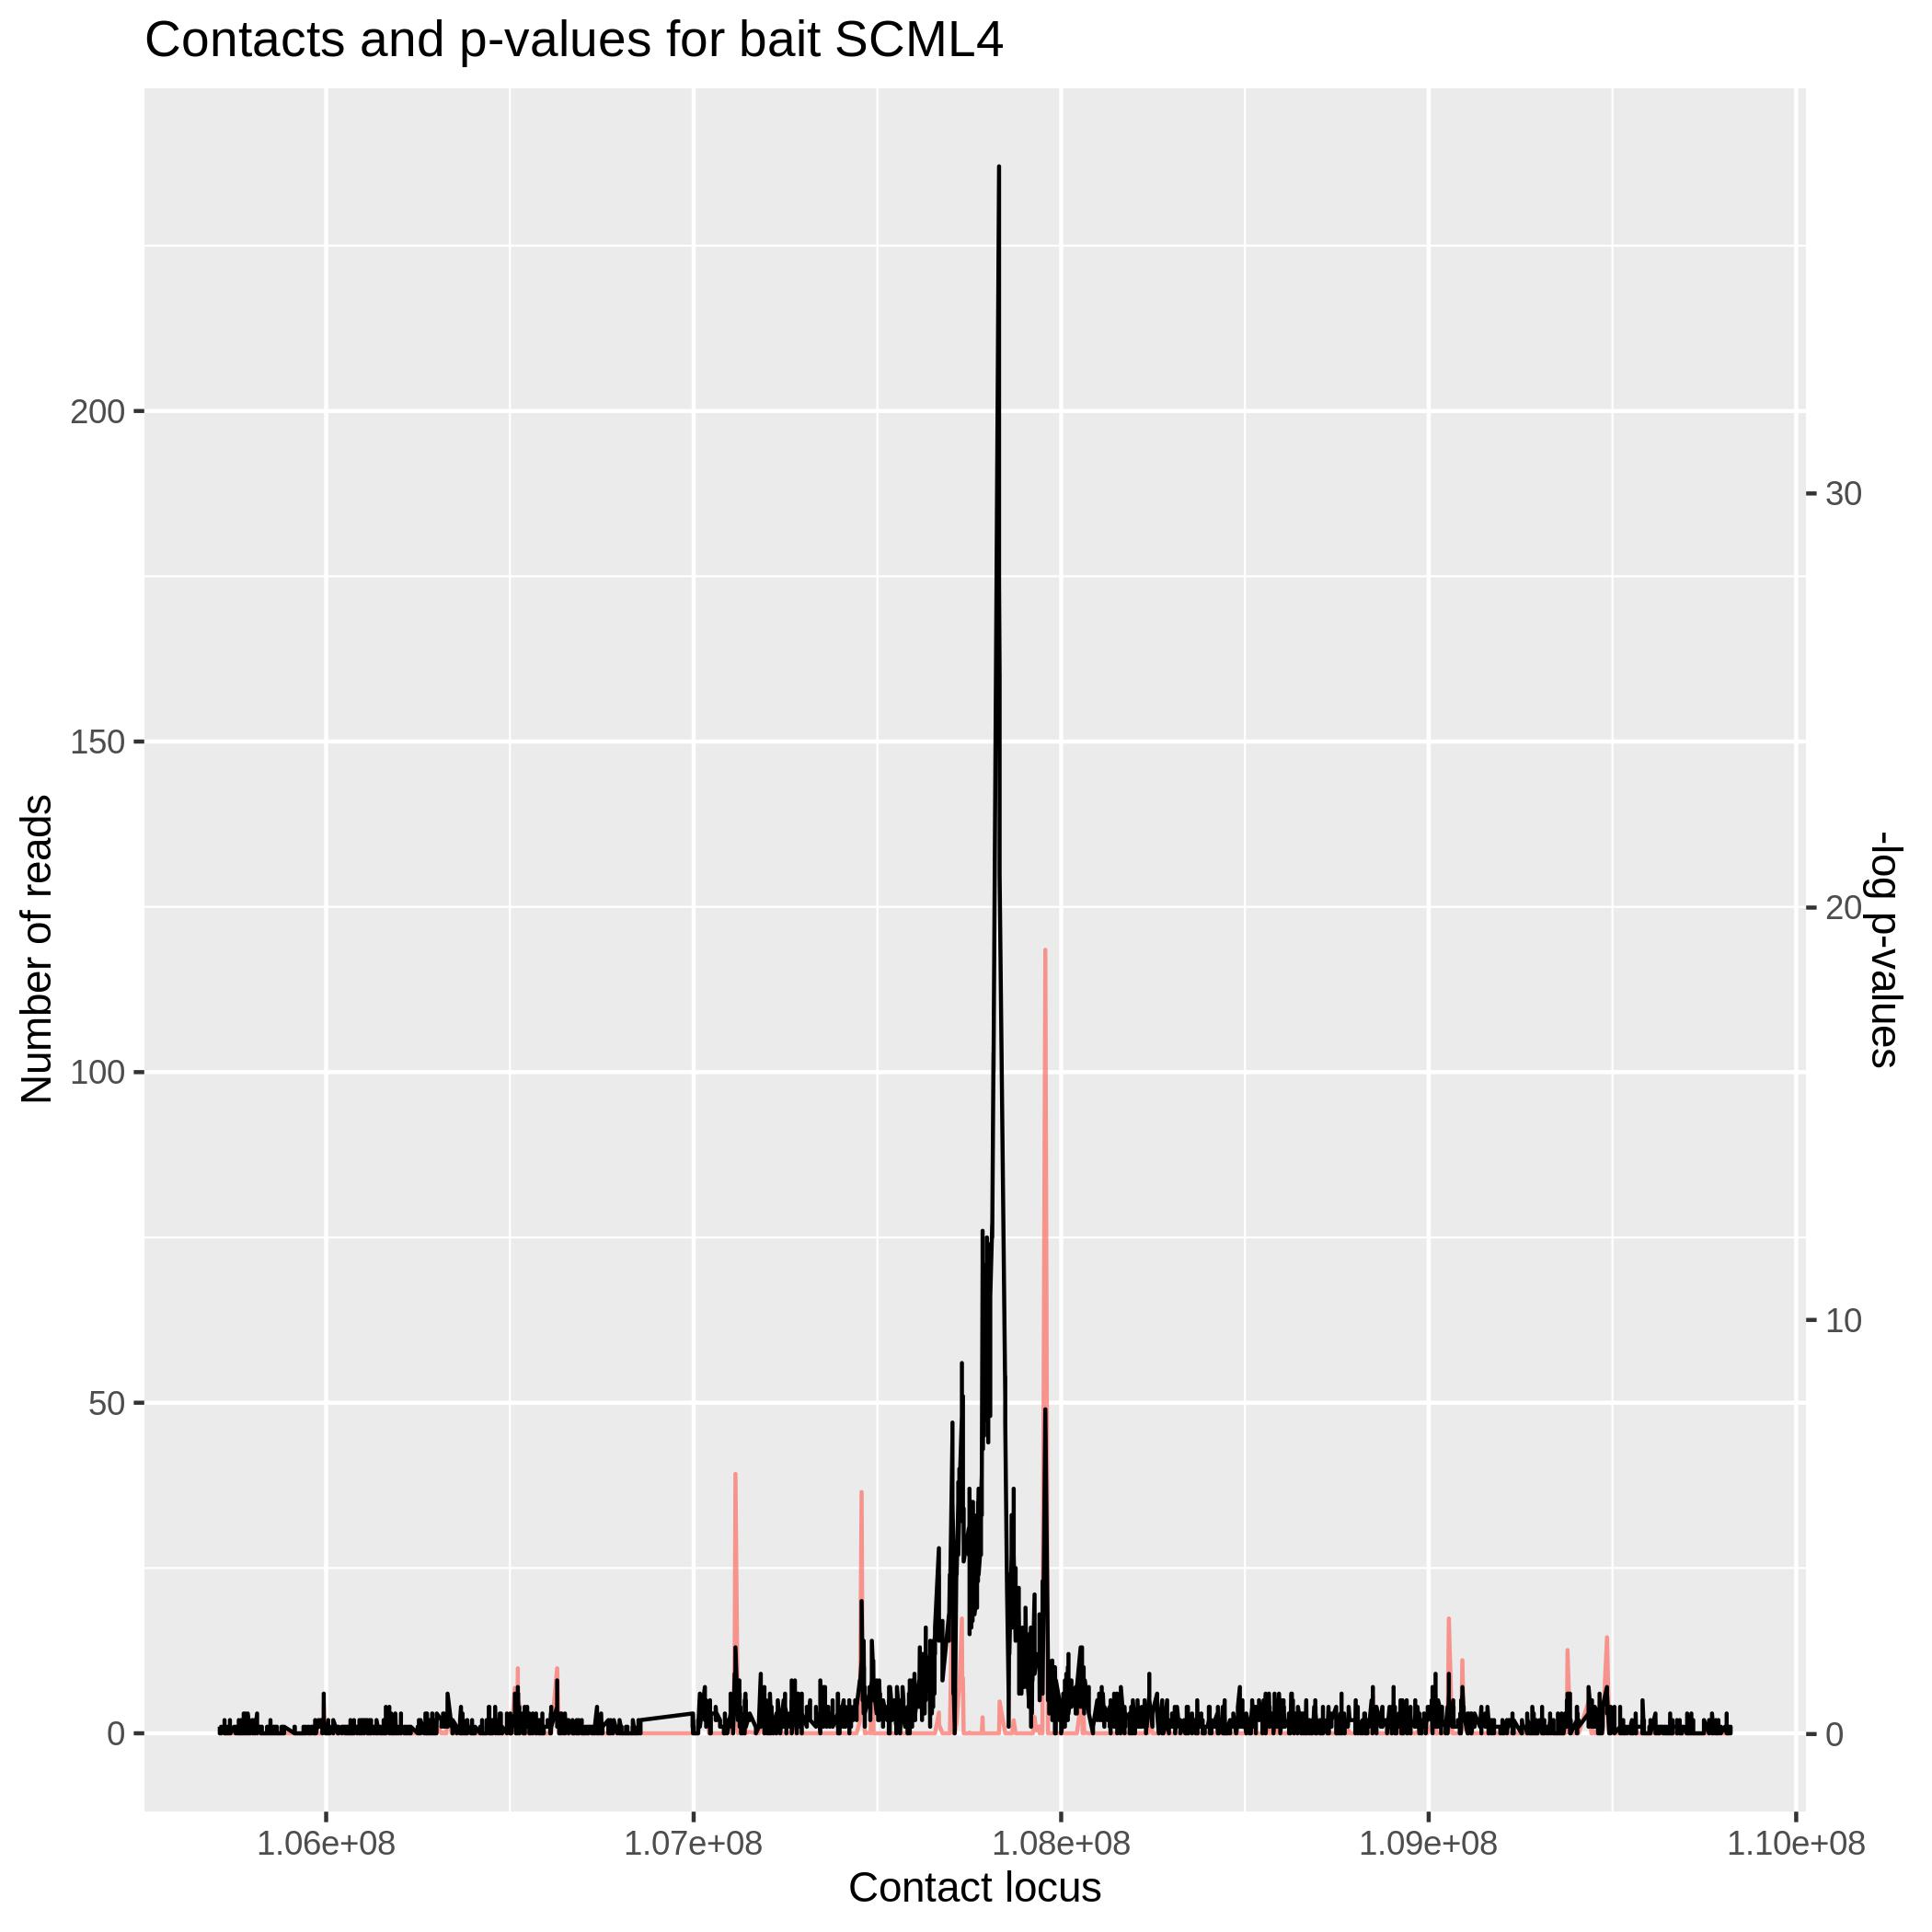 Contacts and p-values for bait SCML4
200
150
100
50
0
Number of reads
30
20
10
0
-log p-values
1.06e+08 1.07e+08 1.08e+08 1.09e+08 1.10e+08
Contact locus